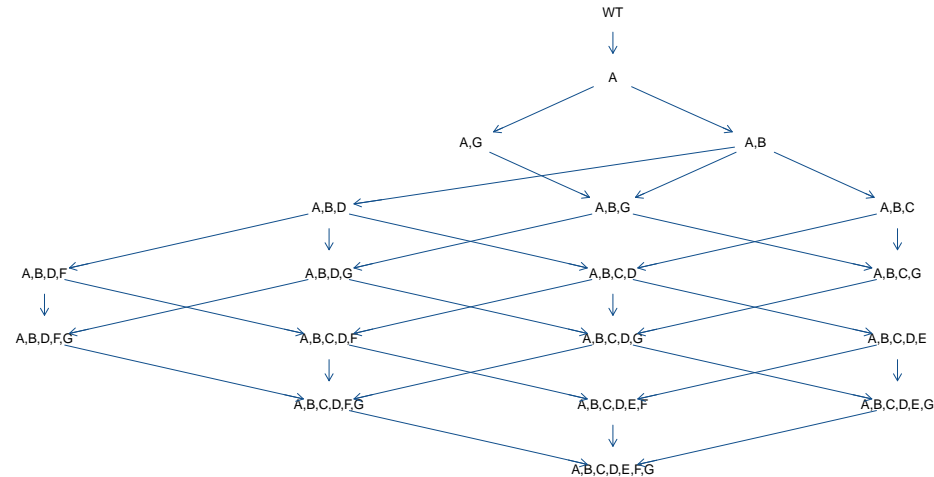 WT
A
A,G
A,B
A,B,D
A,B,G
A,B,C
A,B,D,F
A,B,D,G
A,B,C,D
A,B,C,G
A,B,D,F,G
A,B,C,D,F
A,B,C,D,G
A,B,C,D,E
A,B,C,D,F,G
A,B,C,D,E,F
A,B,C,D,E,G
A,B,C,D,E,F,G